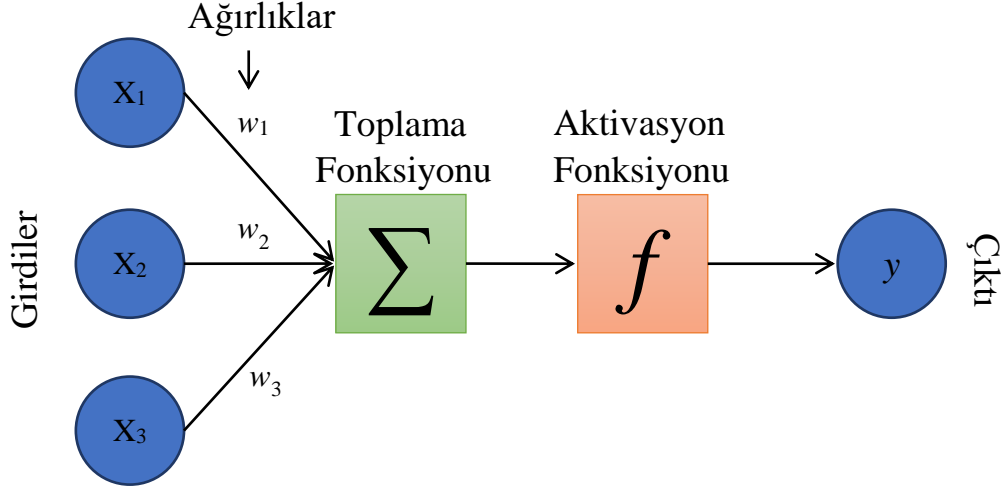 Ağırlıklar
Girdiler
X₁
X₂
X₃
w₁
w₂
w₃
Toplama
Fonksiyonu
∑
Aktivasyon
Fonksiyonu
f
y
Çıktı